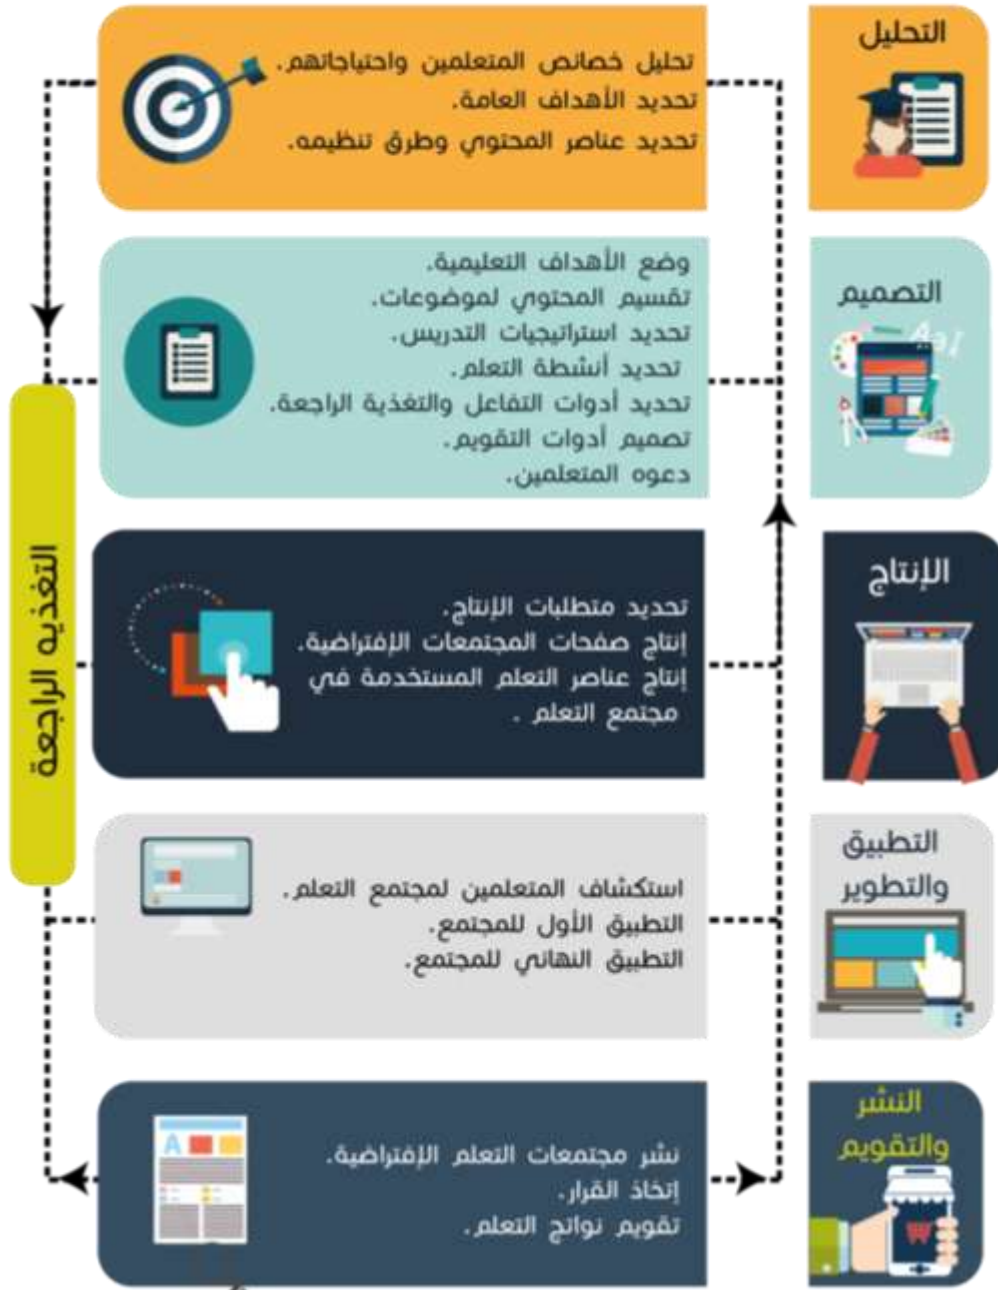 التحليل
تحليل خصائص المتعلمين واحتياجاتهم.
تحديد الأهداف العامة.
تحديد عناصر المحتوي وطرق تنظيمه.
التصميم
وضع الأهداف التعليمية.
تقسيم المحتوي لموضوعات.
تحديد استراتيجيات التدريس.
تحديد أنشطة التعلم.
تحديد أدوات التفاعل والتغذية الراجعة.
تصميم أدوات التقويم.
دعوه المتعلمين.
الإنتاج
تحديد متطلبات الإنتاج.
إنتاج صفحات المجتمعات الإفتراضية.
إنتاج عناصر التعلم المستخدمة في
مجتمع التعلم .
التطبيق
والتطوير
استكشاف المتعلمين لمجتمع التعلم.
التطبيق الأول للمجتمع.
التطبيق النهائي للمجتمع.
النشر
والتقويم
نشر مجتمعات التعلم الإفتراضية.
إتخاذ القرار.
تقويم نواتج التعلم.
التغذيه الراجعة